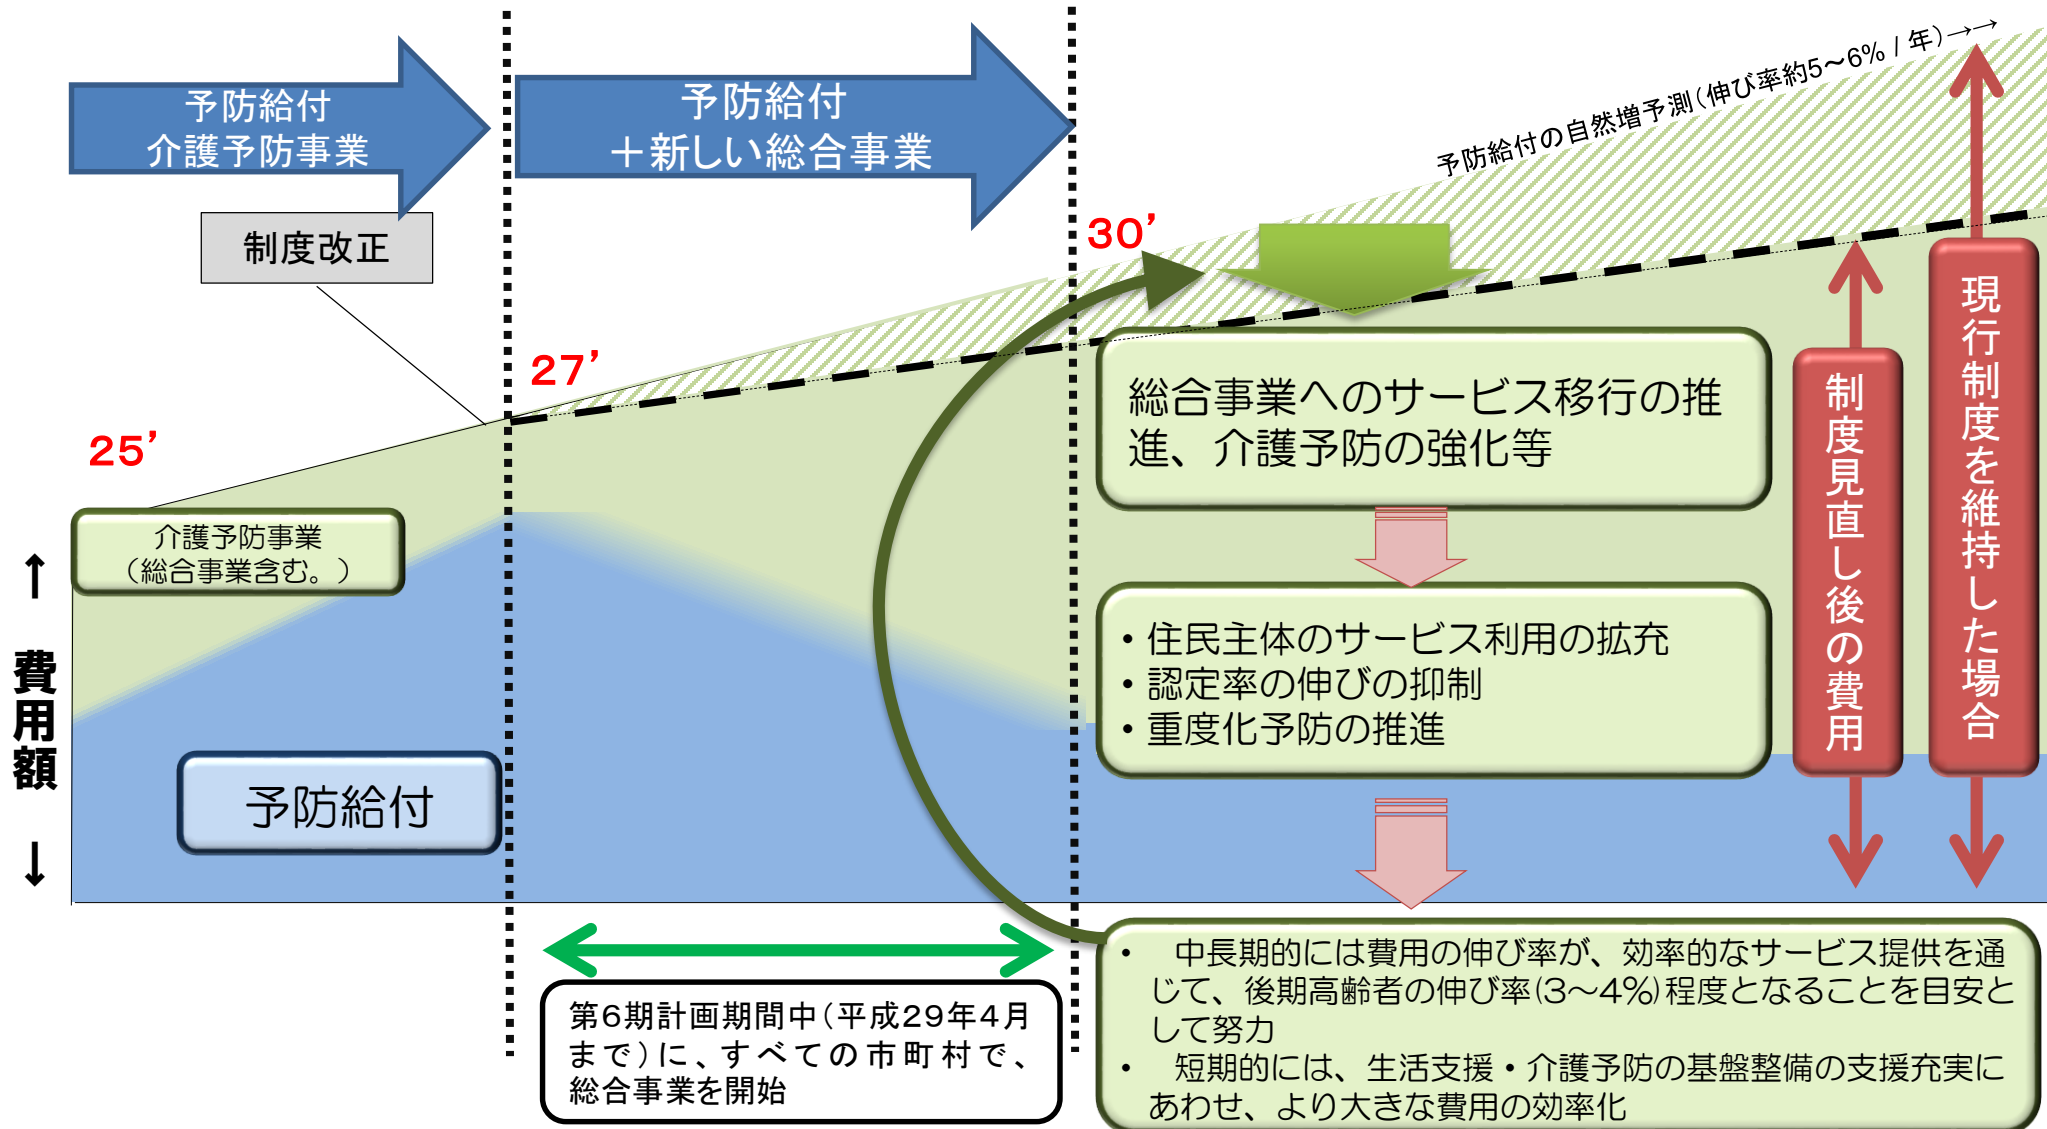 予防給付
介護予防事業
予防給付
＋新しい総合事業
予防給付の自然増予測（伸び率約5～6% / 年）→→
制度改正
30’
27’
25’
介護予防事業
（総合事業含む。）
予防給付
↑
費用額
↓
総合事業へのサービス移行の推
進、介護予防の強化等
・住民主体のサービス利用の拡充
・認定率の伸びの抑制
・重度化予防の推進
制度見直し後の費用
現行制度を維持した場合
第6期計画期間中（平成29年4月
まで）に、すべての市町村で、
総合事業を開始
・ 中長期的には費用の伸び率が、効率的なサービス提供を通
じて、後期高齢者の伸び率(3～4%)程度となることを目安と
して努力
・ 短期的には、生活支援・介護予防の基盤整備の支援充実に
あわせ、より大きな費用の効率化